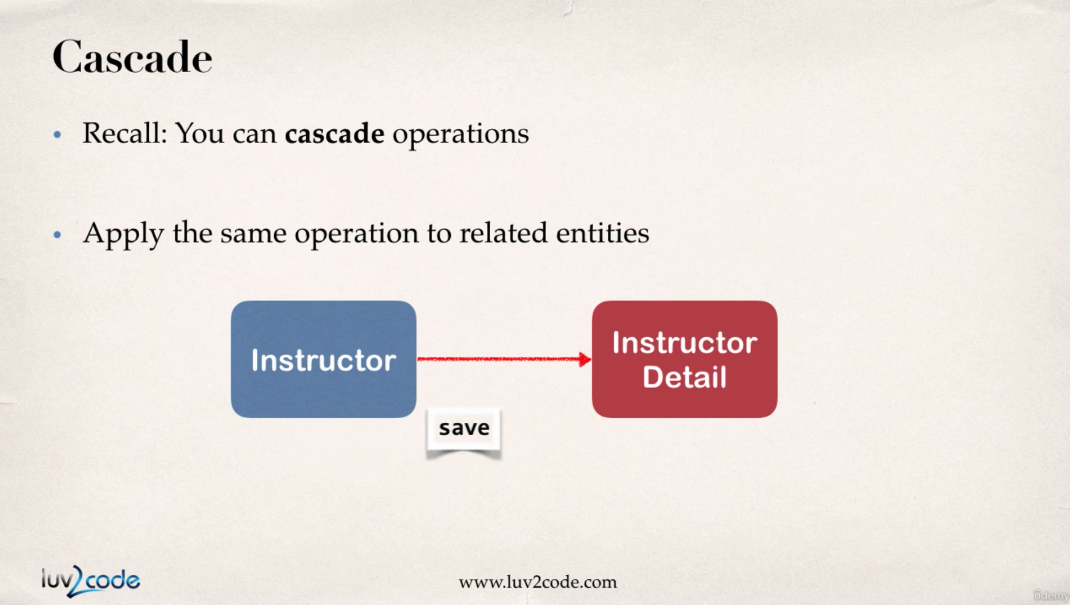 Cascade
• Recall: You can cascade operations
• Apply the same operation to related entities
Instructor
Instructor
Detail
save
luv2code
www.luv2code.com
ûdemy